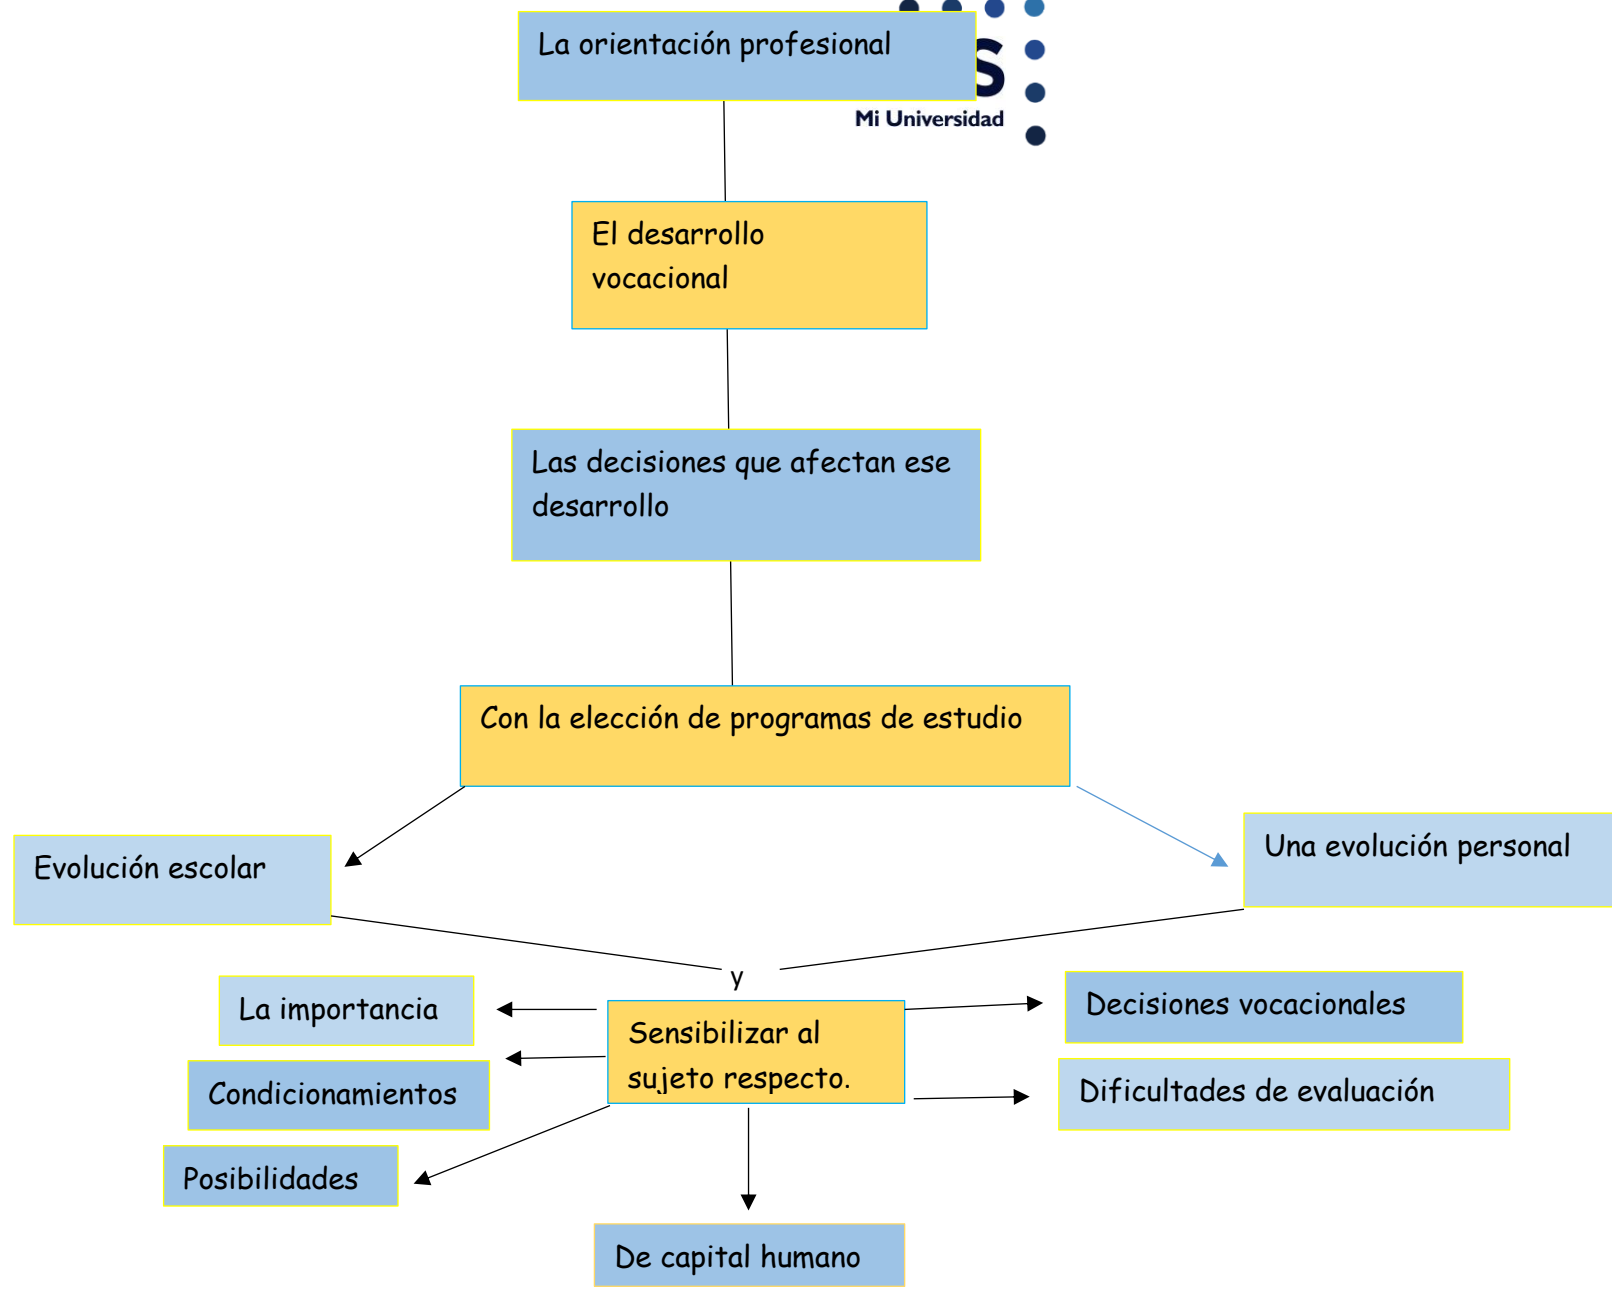 La orientación profesional
S
Mi Universidad
El desarrollo
vocacional
Las decisiones que afectan ese
desarrollo
Con la elección de programas de estudio
Evolución escolar
Una evolución personal
y
La importancia
Sensibilizar al
sujeto respecto.
Decisiones vocacionales
Condicionamientos
Dificultades de evaluación
Posibilidades
De capital humano